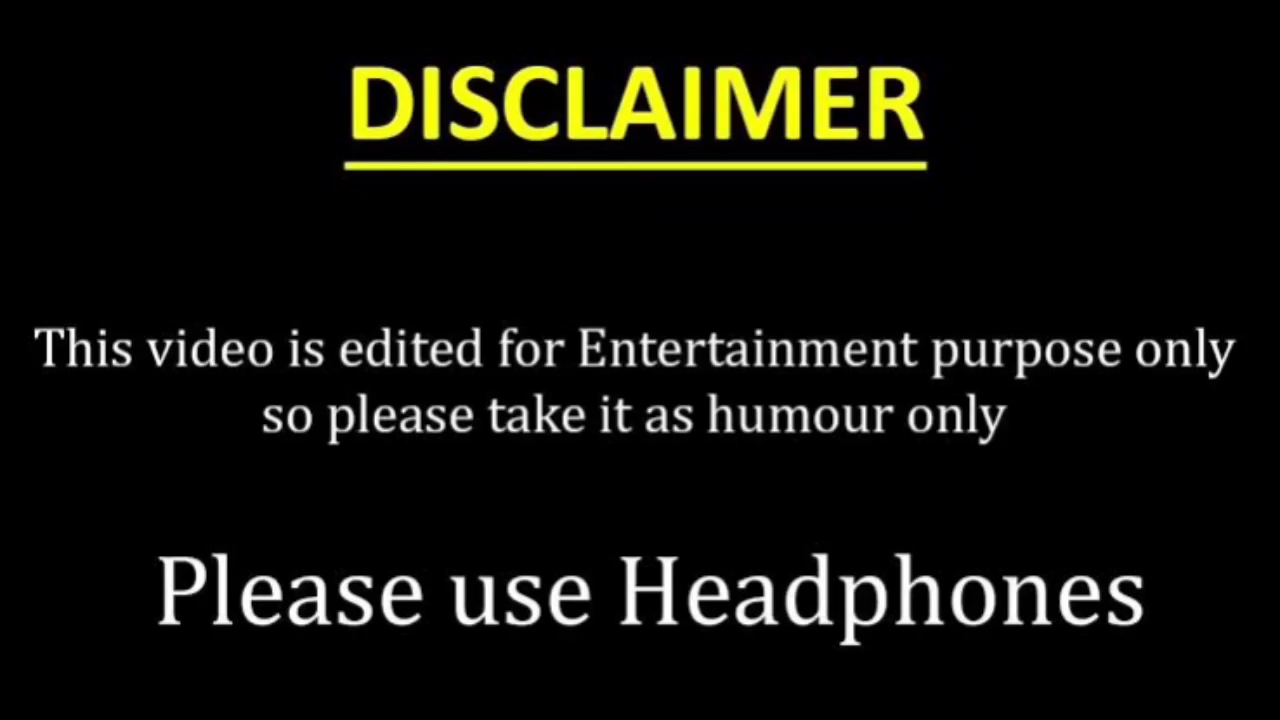 DISCLAIMER
This video is edited for Entertainment purpose only
so please take it as humour only
Please use Headphones